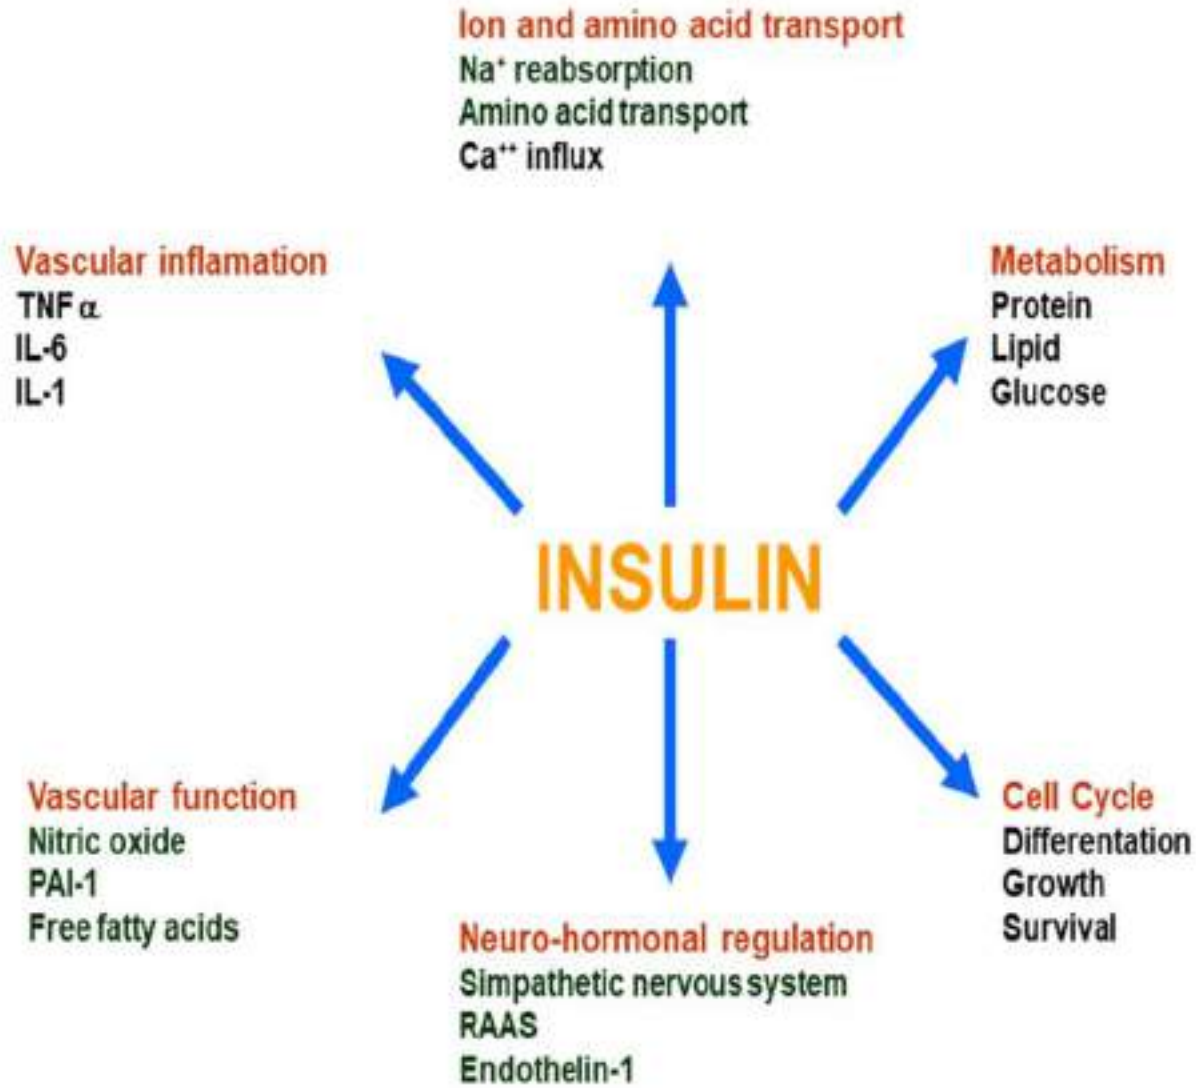 Ion and amino acid transport
Na⁺ reabsorption
Amino acid transport
Ca⁺⁺ influx
Vascular inflamation
TNF α
IL-6
IL-1
Metabolism
Protein
Lipid
Glucose
INSULIN
Vascular function
Nitric oxide
PAI-1
Free fatty acids
Neuro-hormonal regulation
Simpathetic nervous system
RAAS
Endothelin-1
Cell Cycle
Differentation
Growth
Survival